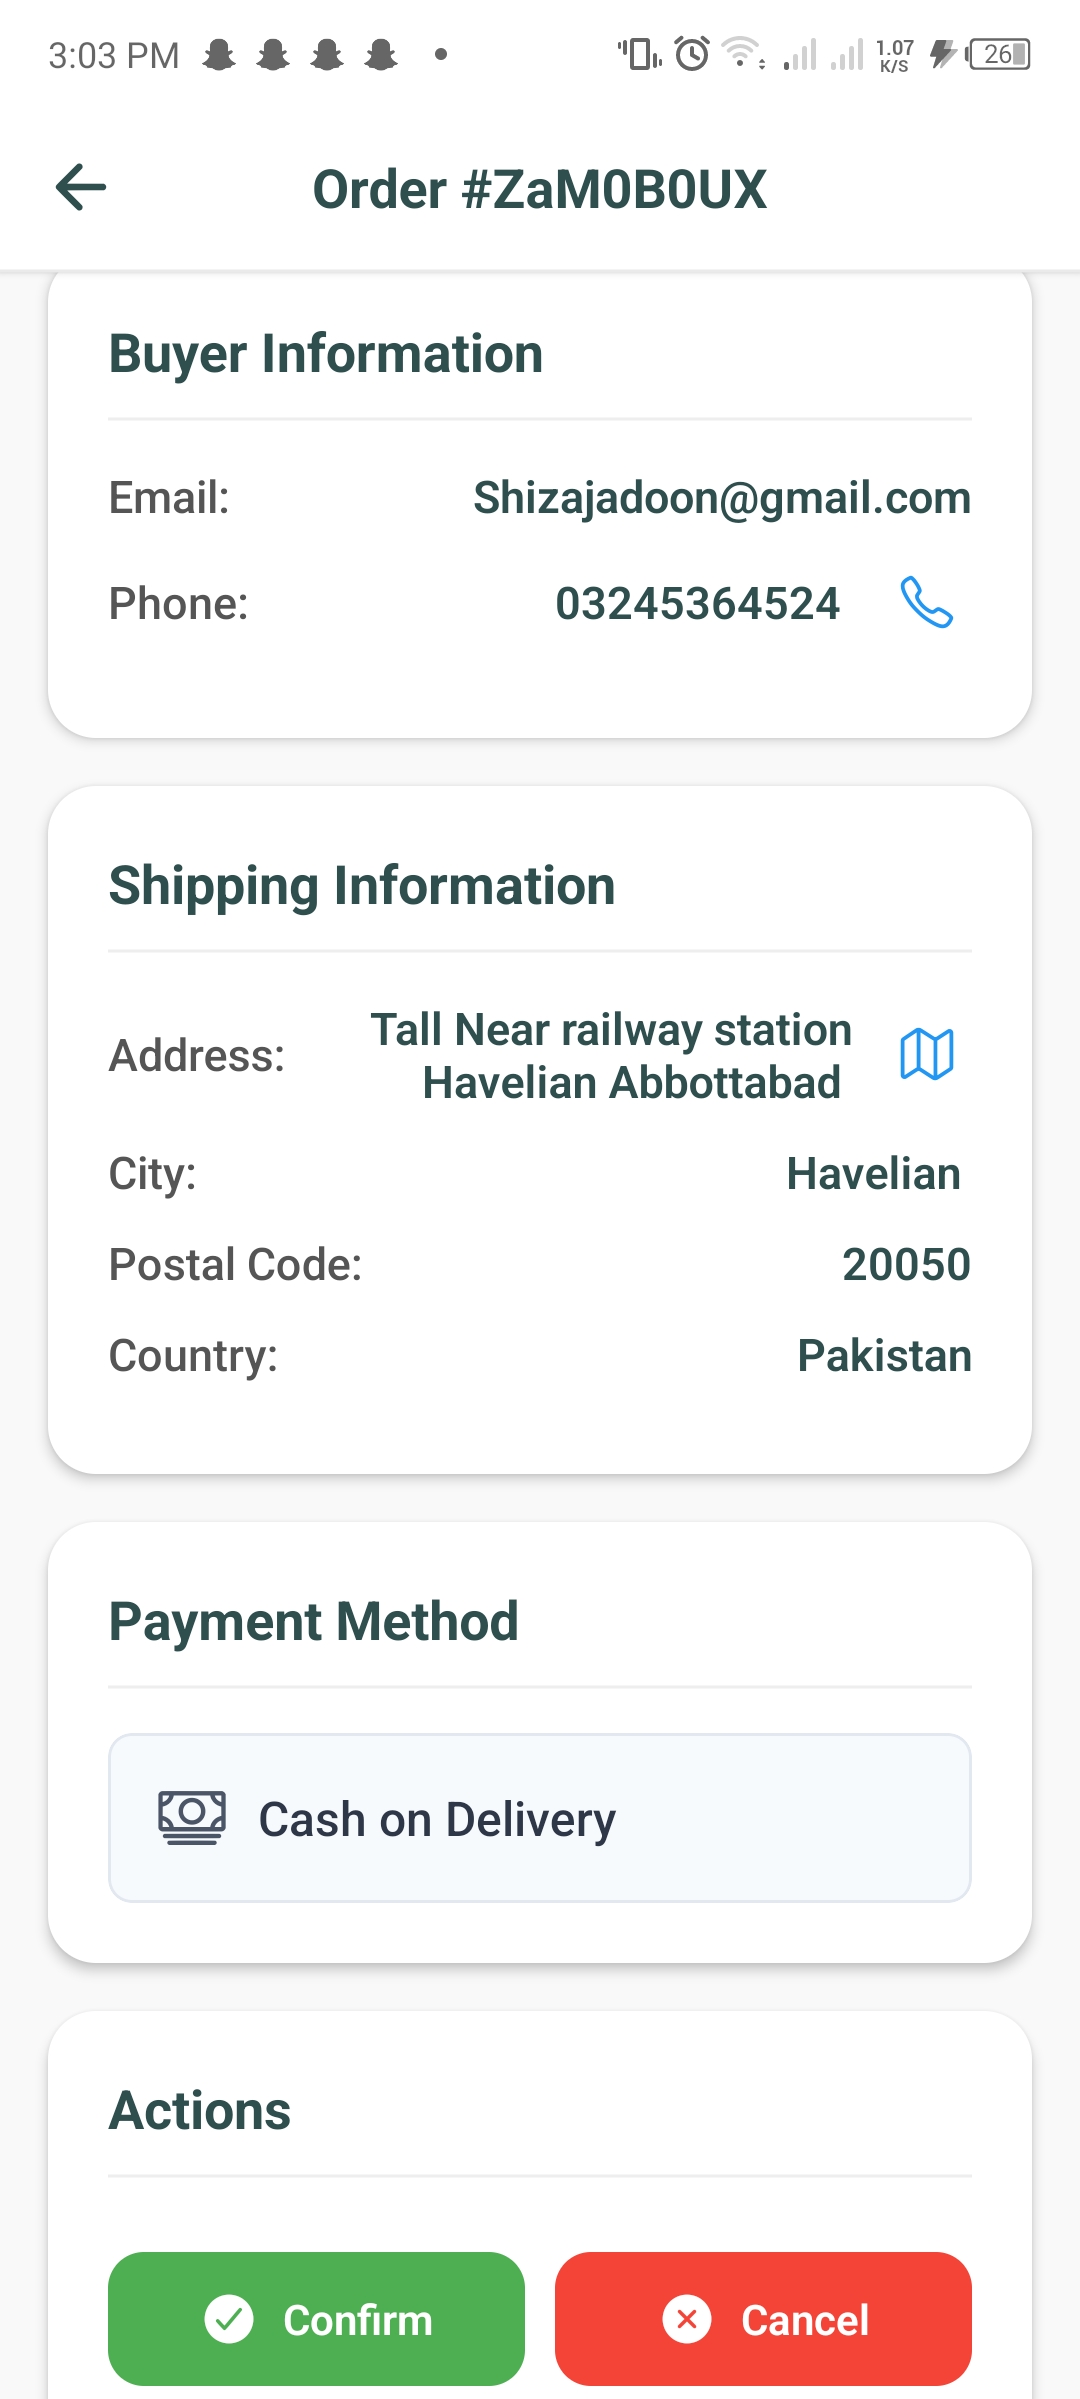 3:03 PM
1.07
K/S
26
Order #ZaM0B0UX
Buyer Information
Email: Shizajadoon@gmail.com
Phone: 03245364524
Shipping Information
Address: Tall Near railway station
Havelian Abbottabad
City: Havelian
Postal Code: 20050
Country: Pakistan
Payment Method
Cash on Delivery
Actions
Confirm Cancel